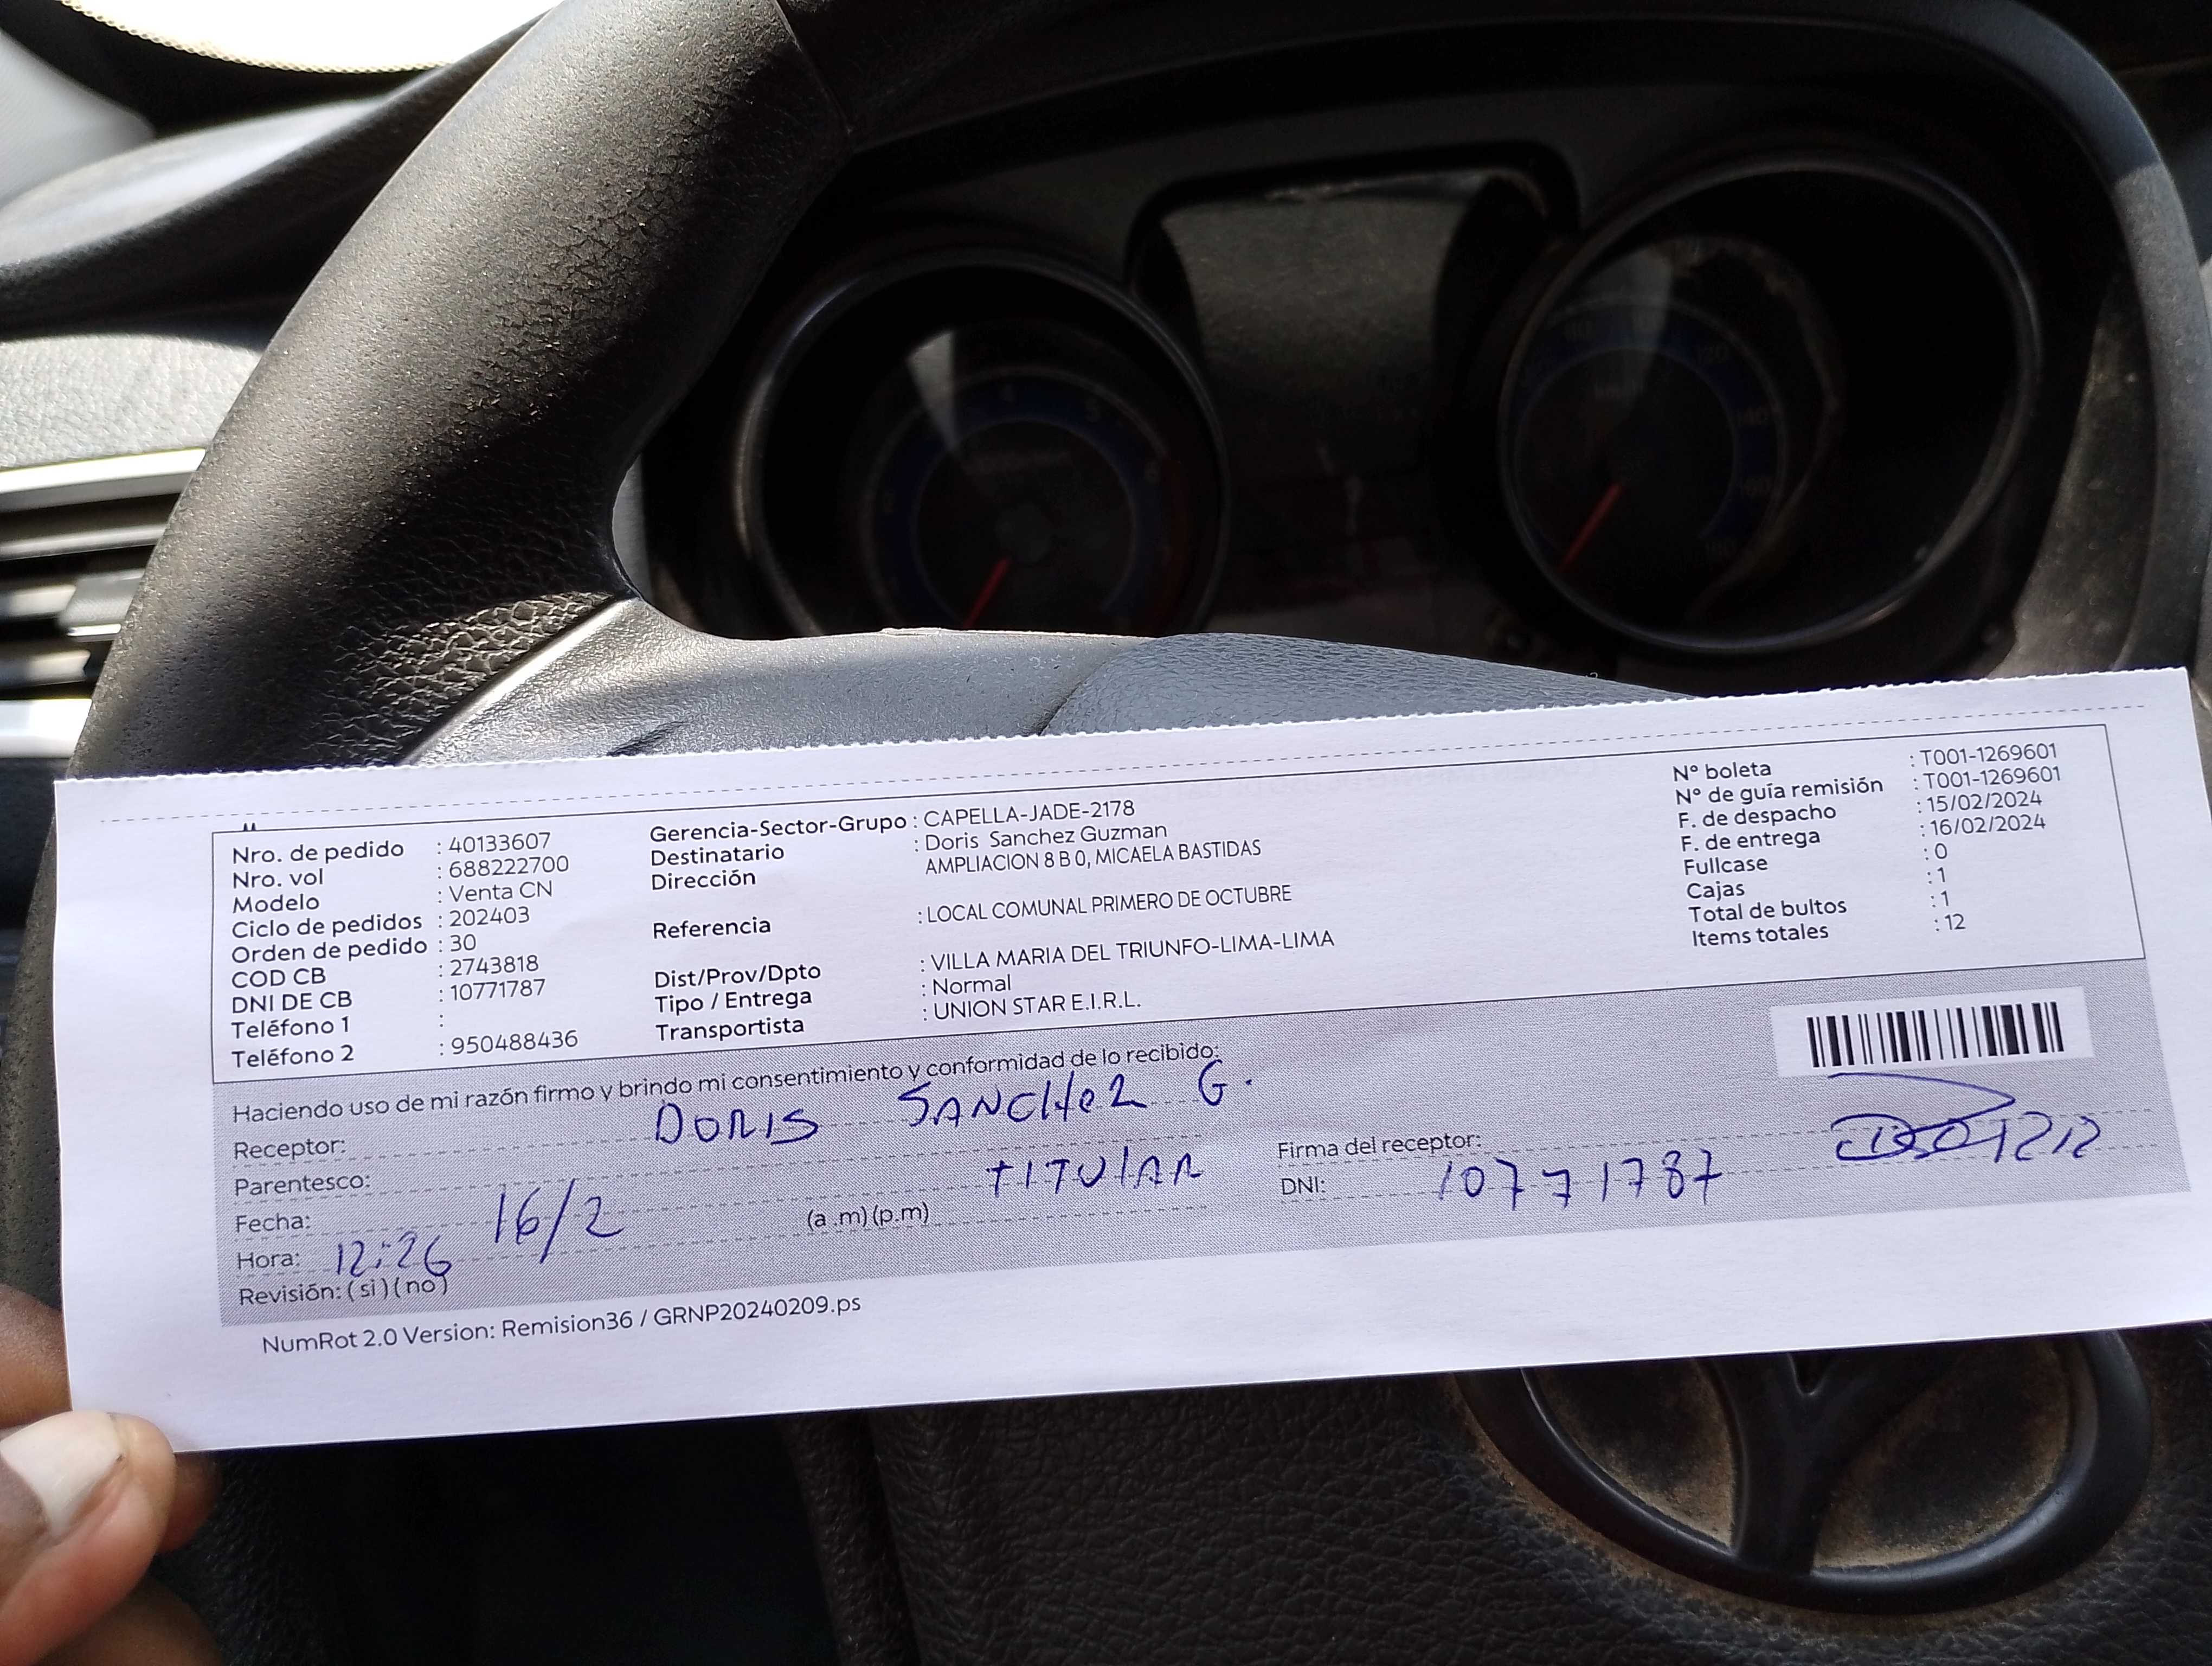 Nro. de pedido : 40133607
Nro. vol : 688222700
Modelo : Venta CN
Ciclo de pedidos : 202403
Orden de pedido : 30
COD CB : 2743818
DNI DE CB : 10771787
Teléfono 1 :
Teléfono 2 : 950488436
Gerencia-Sector-Grupo : CAPELLA-JADE-2178
Destinatario : Doris Sanchez Guzman
Dirección AMPLIACION 8 B 0, MICAELA BASTIDAS
Referencia : LOCAL COMUNAL PRIMERO DE OCTUBRE
Dist/Prov/Dpto : VILLA MARIA DEL TRIUNFO-LIMA-LIMA
Tipo / Entrega : Normal
Transportista : UNION STAR E.I.R.L.
Nº boleta : T001-1269601
Nº de guía remisión : T001-1269601
F. de despacho : 15/02/2024
F. de entrega : 16/02/2024
Fullcase : 0
Cajas : 1
Total de bultos : 1
Items totales : 12
Haciendo uso de mi razón firmo y brindo mi consentimiento y conformidad de lo recibido:
Receptor: DORIS SANCHEZ G.
Parentesco: TITULAR
Fecha: 16/2
Hora: 12:26 (a .m) (p.m)
Revisión: ( sì ) ( no )
Firma del receptor:
DNI: 10771787
NumRot 2.0 Version: Remision36 / GRNP20240209.ps